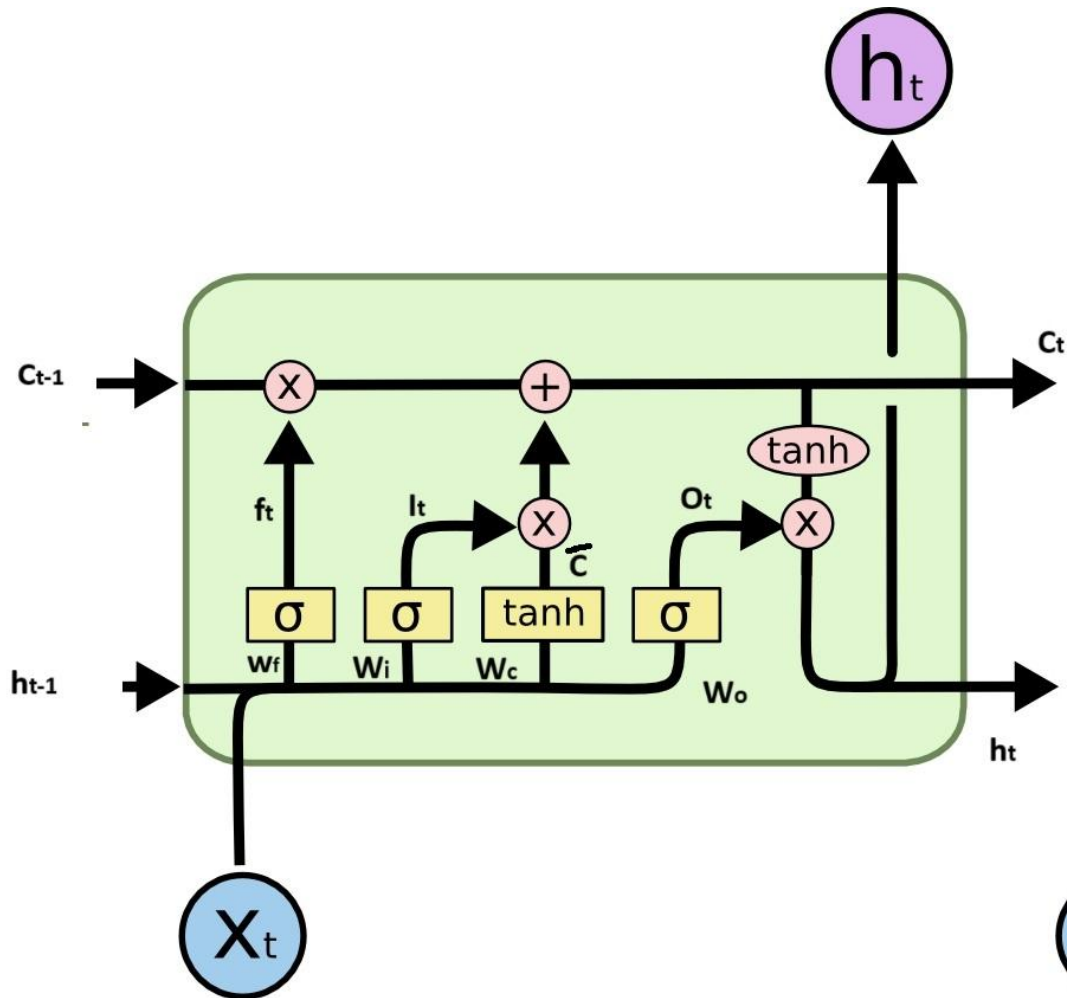 ht
Ct-1
Ct
x
+
tanh
ft
It
x
Ot
x
C̄
σ
σ
tanh
σ
wf
Wi
Wc
Wo
ht-1
ht
Xt